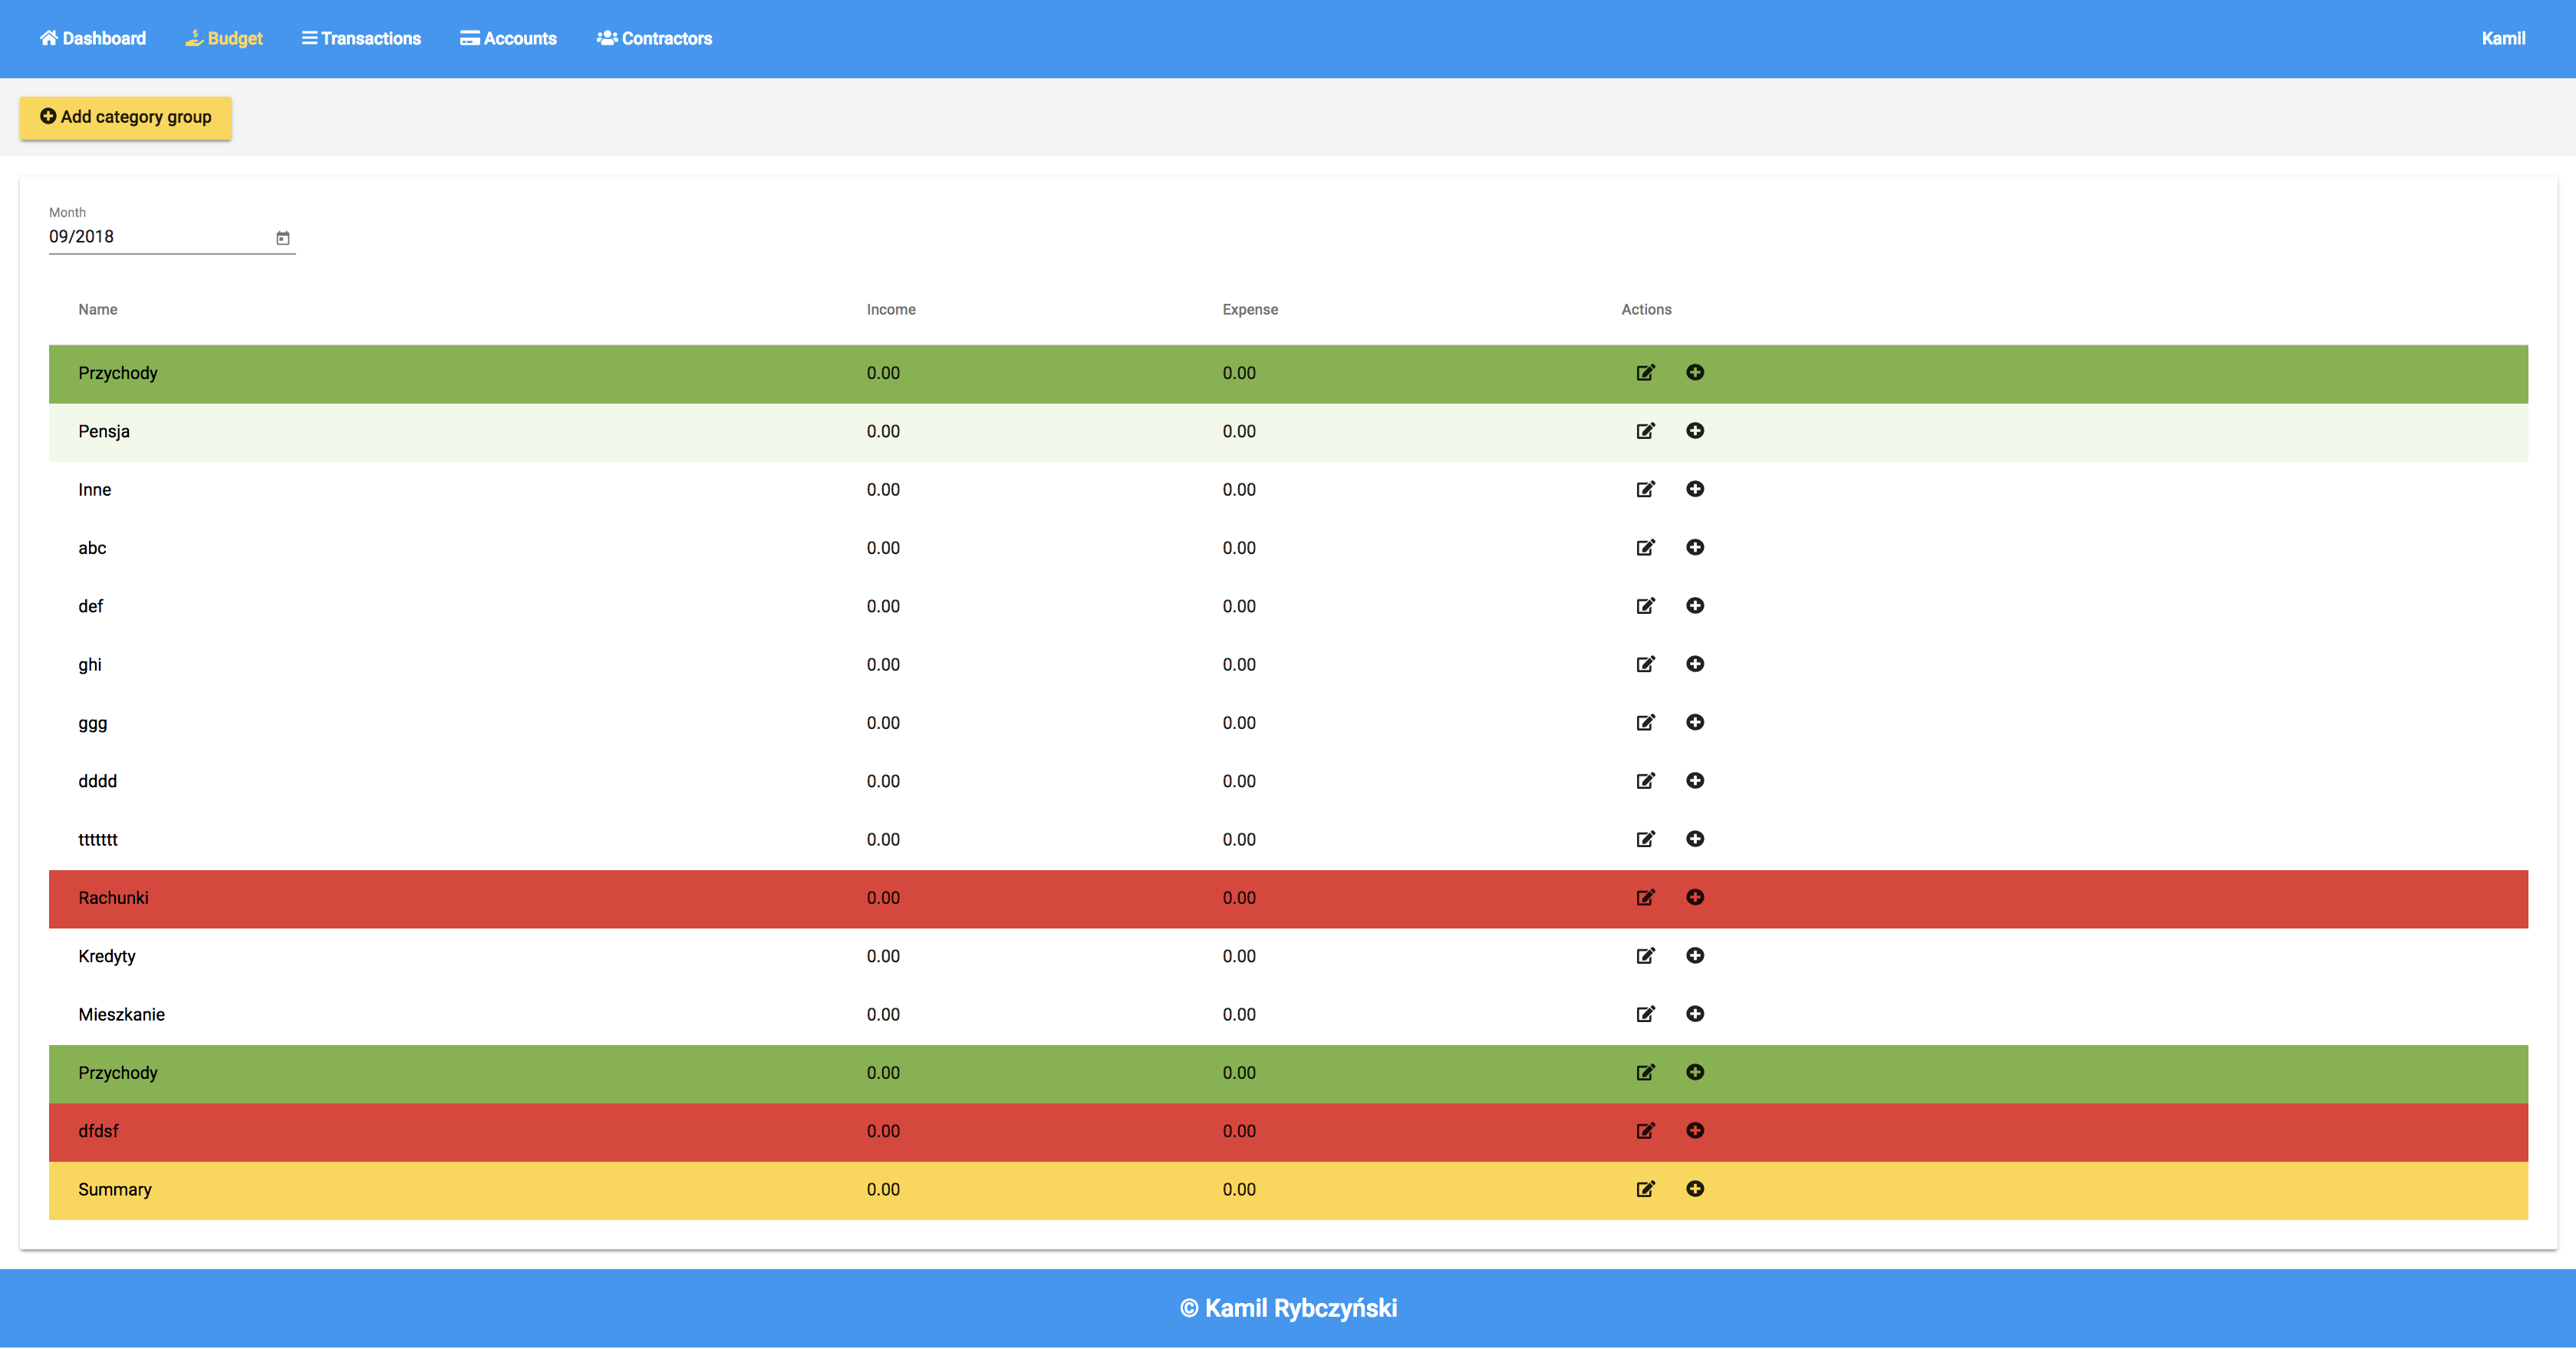 Dashboard Budget Transactions Accounts Contractors Kamil
Add category group
Month
09/2018
Name Income Expense Actions
Przychody 0.00 0.00
Pensja 0.00 0.00
Inne 0.00 0.00
abc 0.00 0.00
def 0.00 0.00
ghi 0.00 0.00
ggg 0.00 0.00
dddd 0.00 0.00
ttttttt 0.00 0.00
Rachunki 0.00 0.00
Kredyty 0.00 0.00
Mieszkanie 0.00 0.00
Przychody 0.00 0.00
dfdsf 0.00 0.00
Summary 0.00 0.00
© Kamil Rybczyński